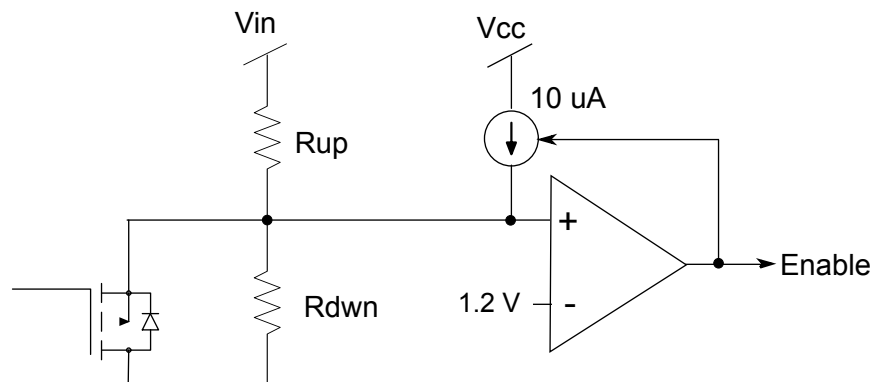 Vin
Vcc
10 uA
Rup
+
Enable
Rdwn
1.2 V
-